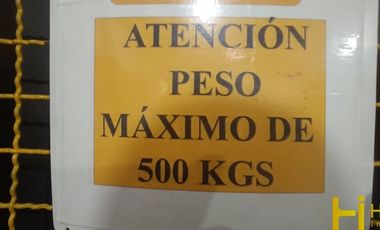 ATENCIÓN
PESO
MÁXIMO DE
500 KGS